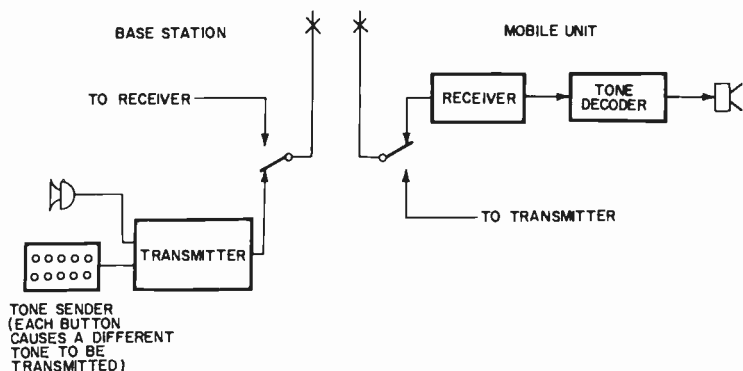 BASE STATION
MOBILE UNIT
TO RECEIVER
RECEIVER
TONE
DECODER
TO TRANSMITTER
TRANSMITTER
TONE SENDER
(EACH BUTTON
CAUSES A DIFFERENT
TONE TO BE
TRANSMITTED)